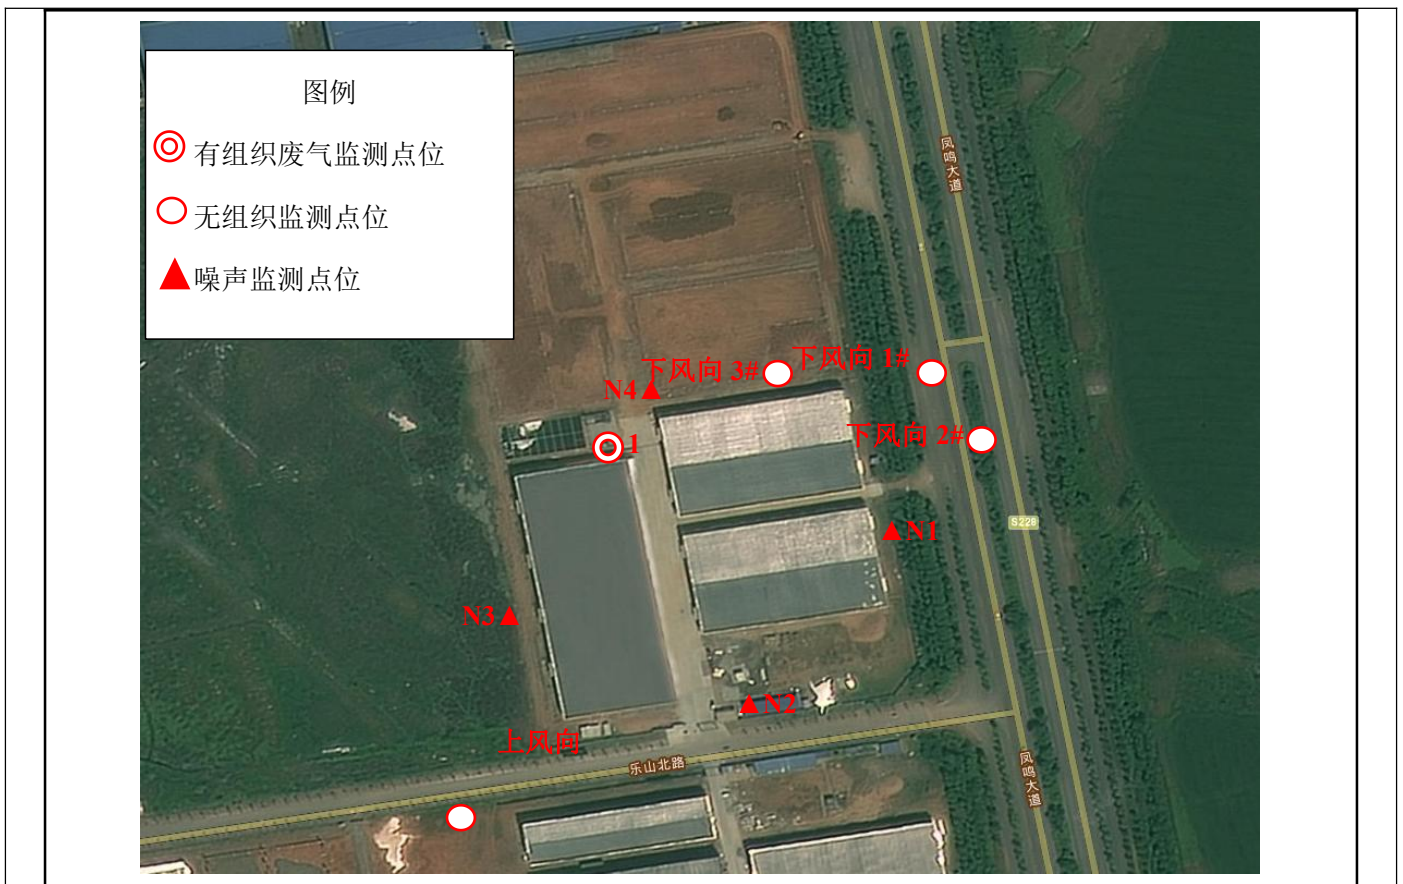 图例
有组织废气监测点位
无组织监测点位
噪声监测点位
凤鸣大道
下风向 3#
下风向 1#
N4
下风向 2#
1
S228
N1
N3
N2
上风向
乐山北路
凤鸣大道